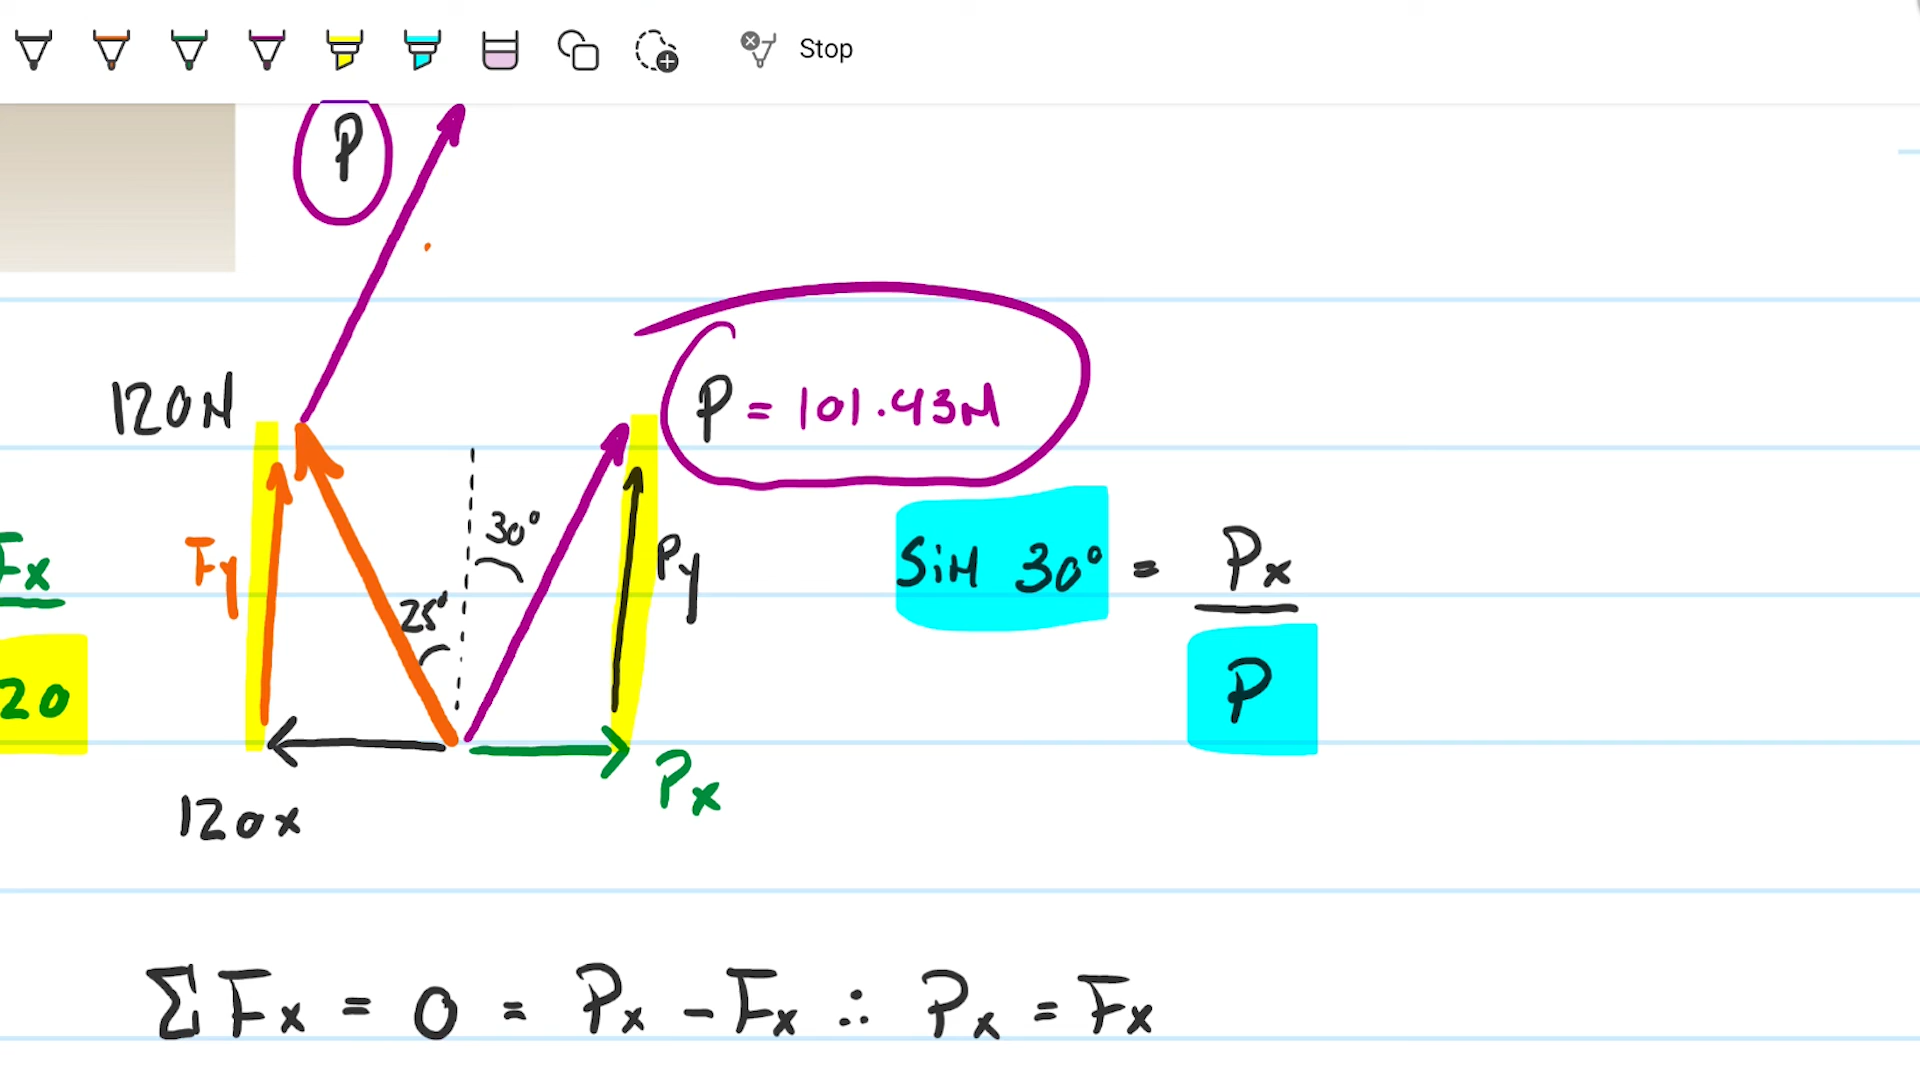 Stop
P
120N
P = 101.43N
30°
Fx
Fy
Py
Sin 30° = Px
25°
20
P
120x
Px
ΣFx = 0 = Px - Fx ∴ Px = Fx